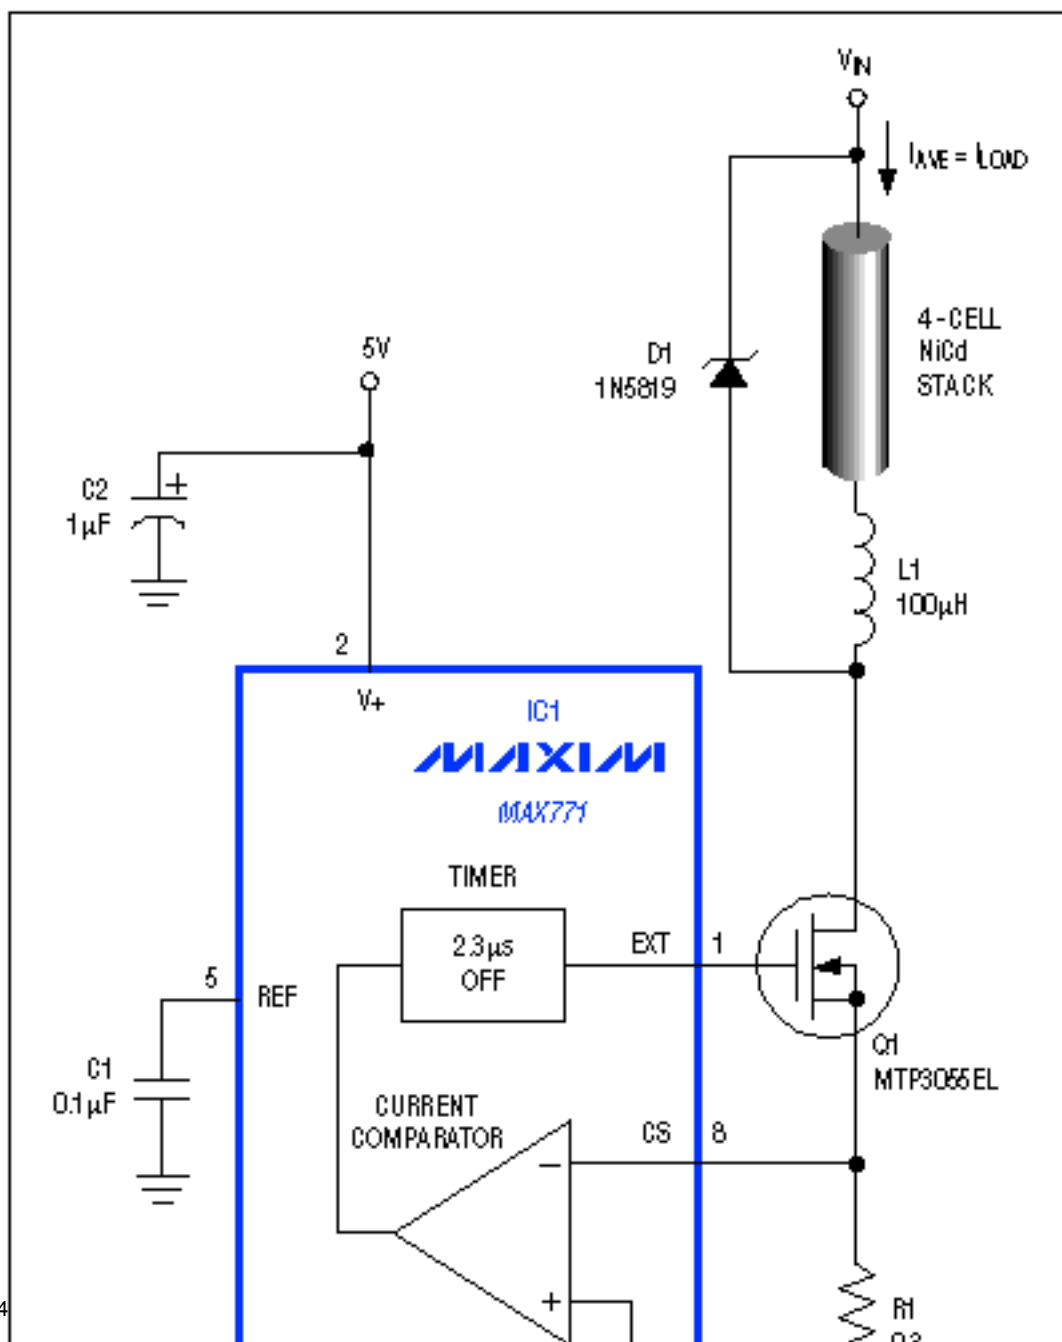 VIN
IAVE = ILOAD
4-CELL
NiCd
STACK
D1
1N5819
5V
C2
+
1µF
L1
100µH
2
V+
IC1
MAXIM
MAX771
TIMER
2.3µs
OFF
EXT
1
5
REF
Q1
MTP3055EL
C1
0.1µF
CURRENT
COMPARATOR
CS
8
−
+
R1
4